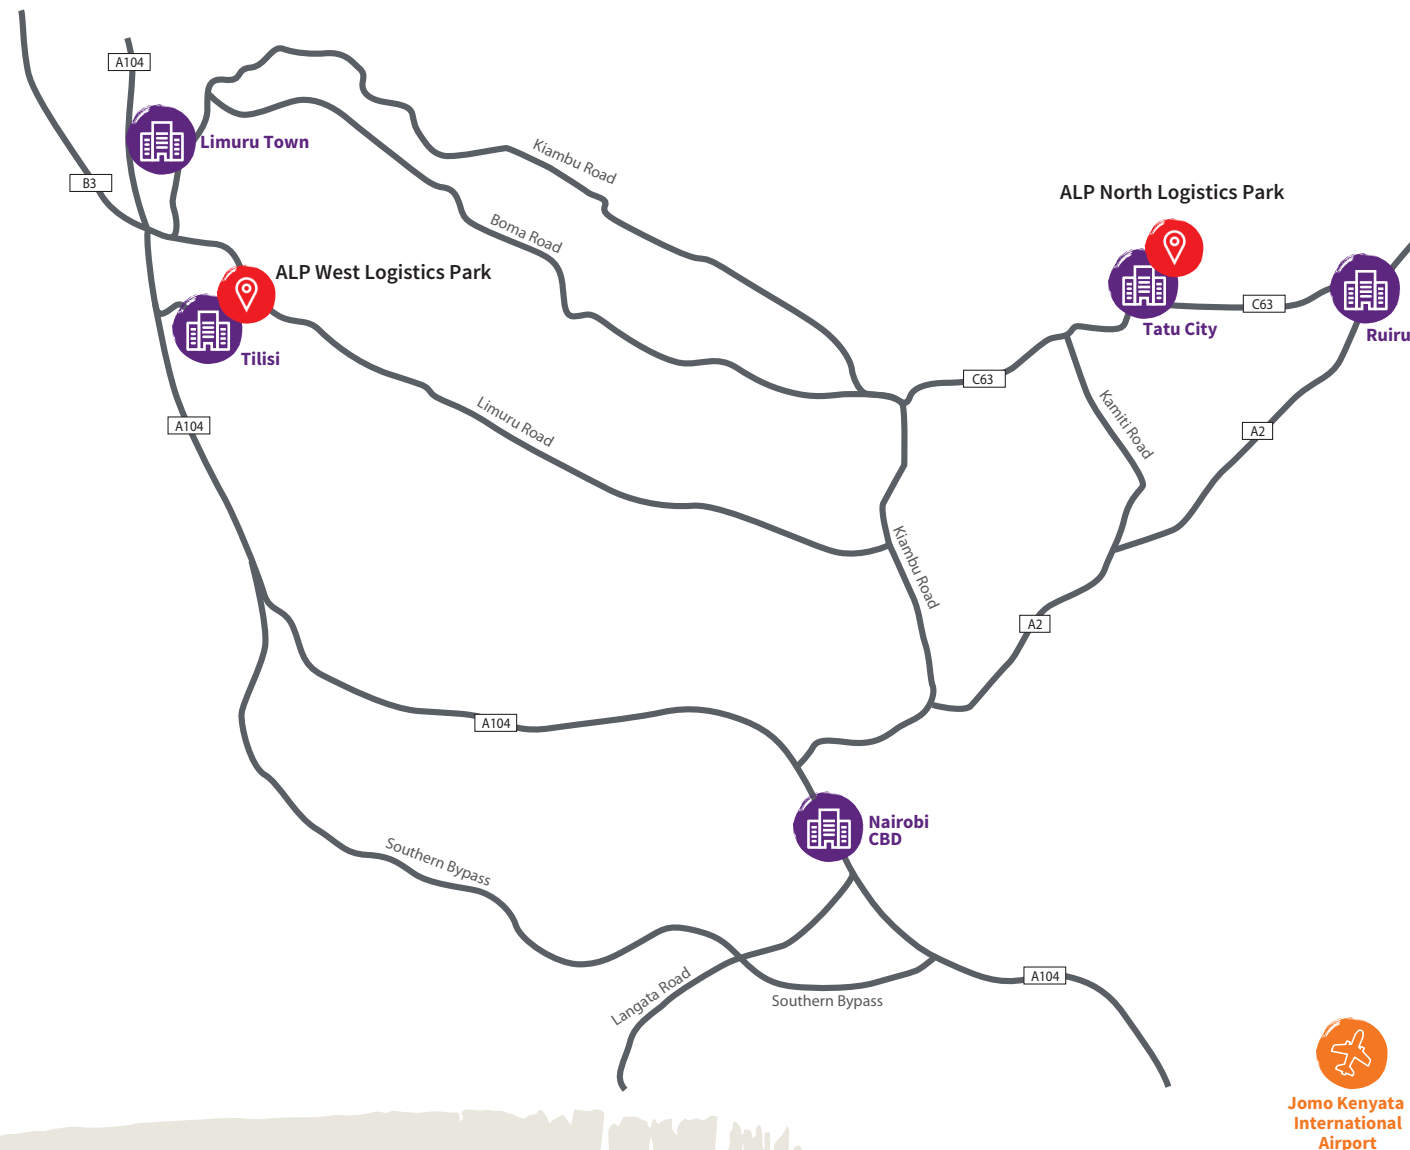 A104
Limuru Town
Kiambu Road
B3
ALP North Logistics Park
Boma Road
ALP West Logistics Park
C63
Tatu City
Ruiru
Tilisi
C63
Limuru Road
Kamiti Road
A104
A2
Kiambu Road
A2
A104
Nairobi
CBD
Southern Bypass
Langata Road
A104
Southern Bypass
Jomo Kenyata
International
Airport